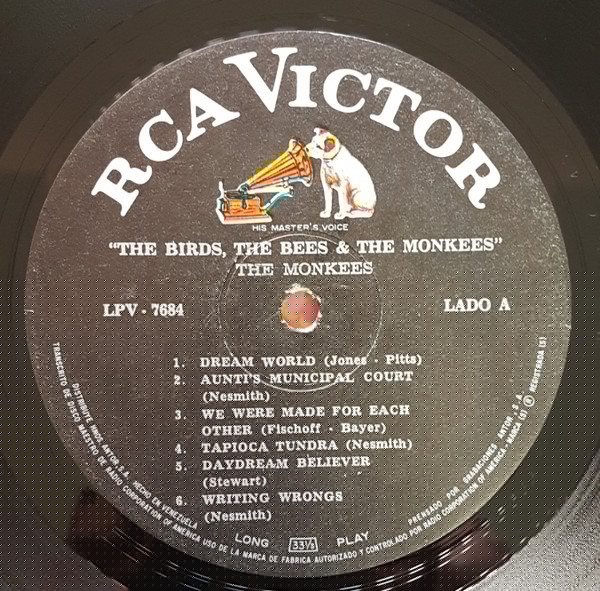 RCA VICTOR
HIS MASTER'S VOICE
"THE BIRDS, THE BEES & THE MONKEES"
THE MONKEES
LPV - 7684
LADO A
1. DREAM WORLD (Jones - Pitts)
2. AUNTI'S MUNICIPAL COURT
(Nesmith)
3. WE WERE MADE FOR EACH
OTHER (Fischoff - Bayer)
4. TAPIOCA TUNDRA (Nesmith)
5. DAYDREAM BELIEVER
(Stewart)
6. WRITING WRONGS
(Nesmith)
LONG 33⅓ PLAY
DISTRIBUYE HNOS. ANTOR, S.A. HECHO EN VENEZUELA
PRENSADO POR GRABACIONES ANTOR, S.A.
TRANSCRITO DE DISCO MAESTRO DE RADIO CORPORATION OF AMERICA USO DE LA MARCA DE FABRICA AUTORIZADO Y CONTROLADO POR RADIO CORPORATION OF AMERICA - MARCA (S) ® REGISTRADA (S)